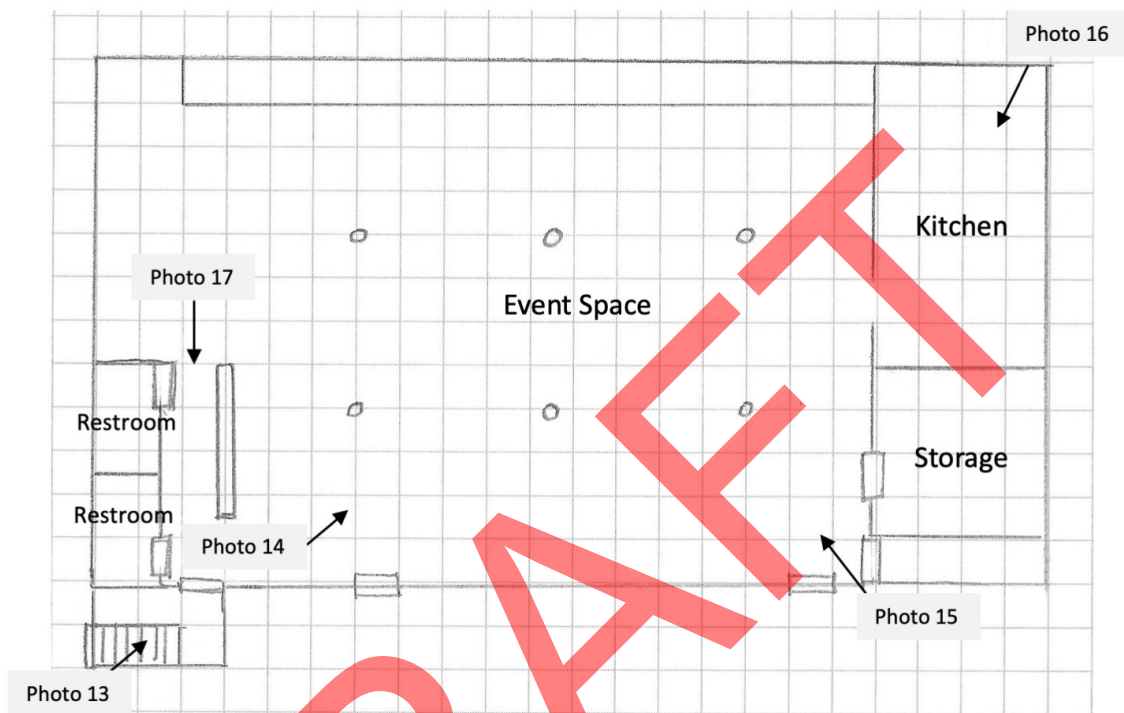 Photo 16
Kitchen
Photo 17
Event Space
Restroom
Storage
Restroom
Photo 14
Photo 15
Photo 13
DRAFT